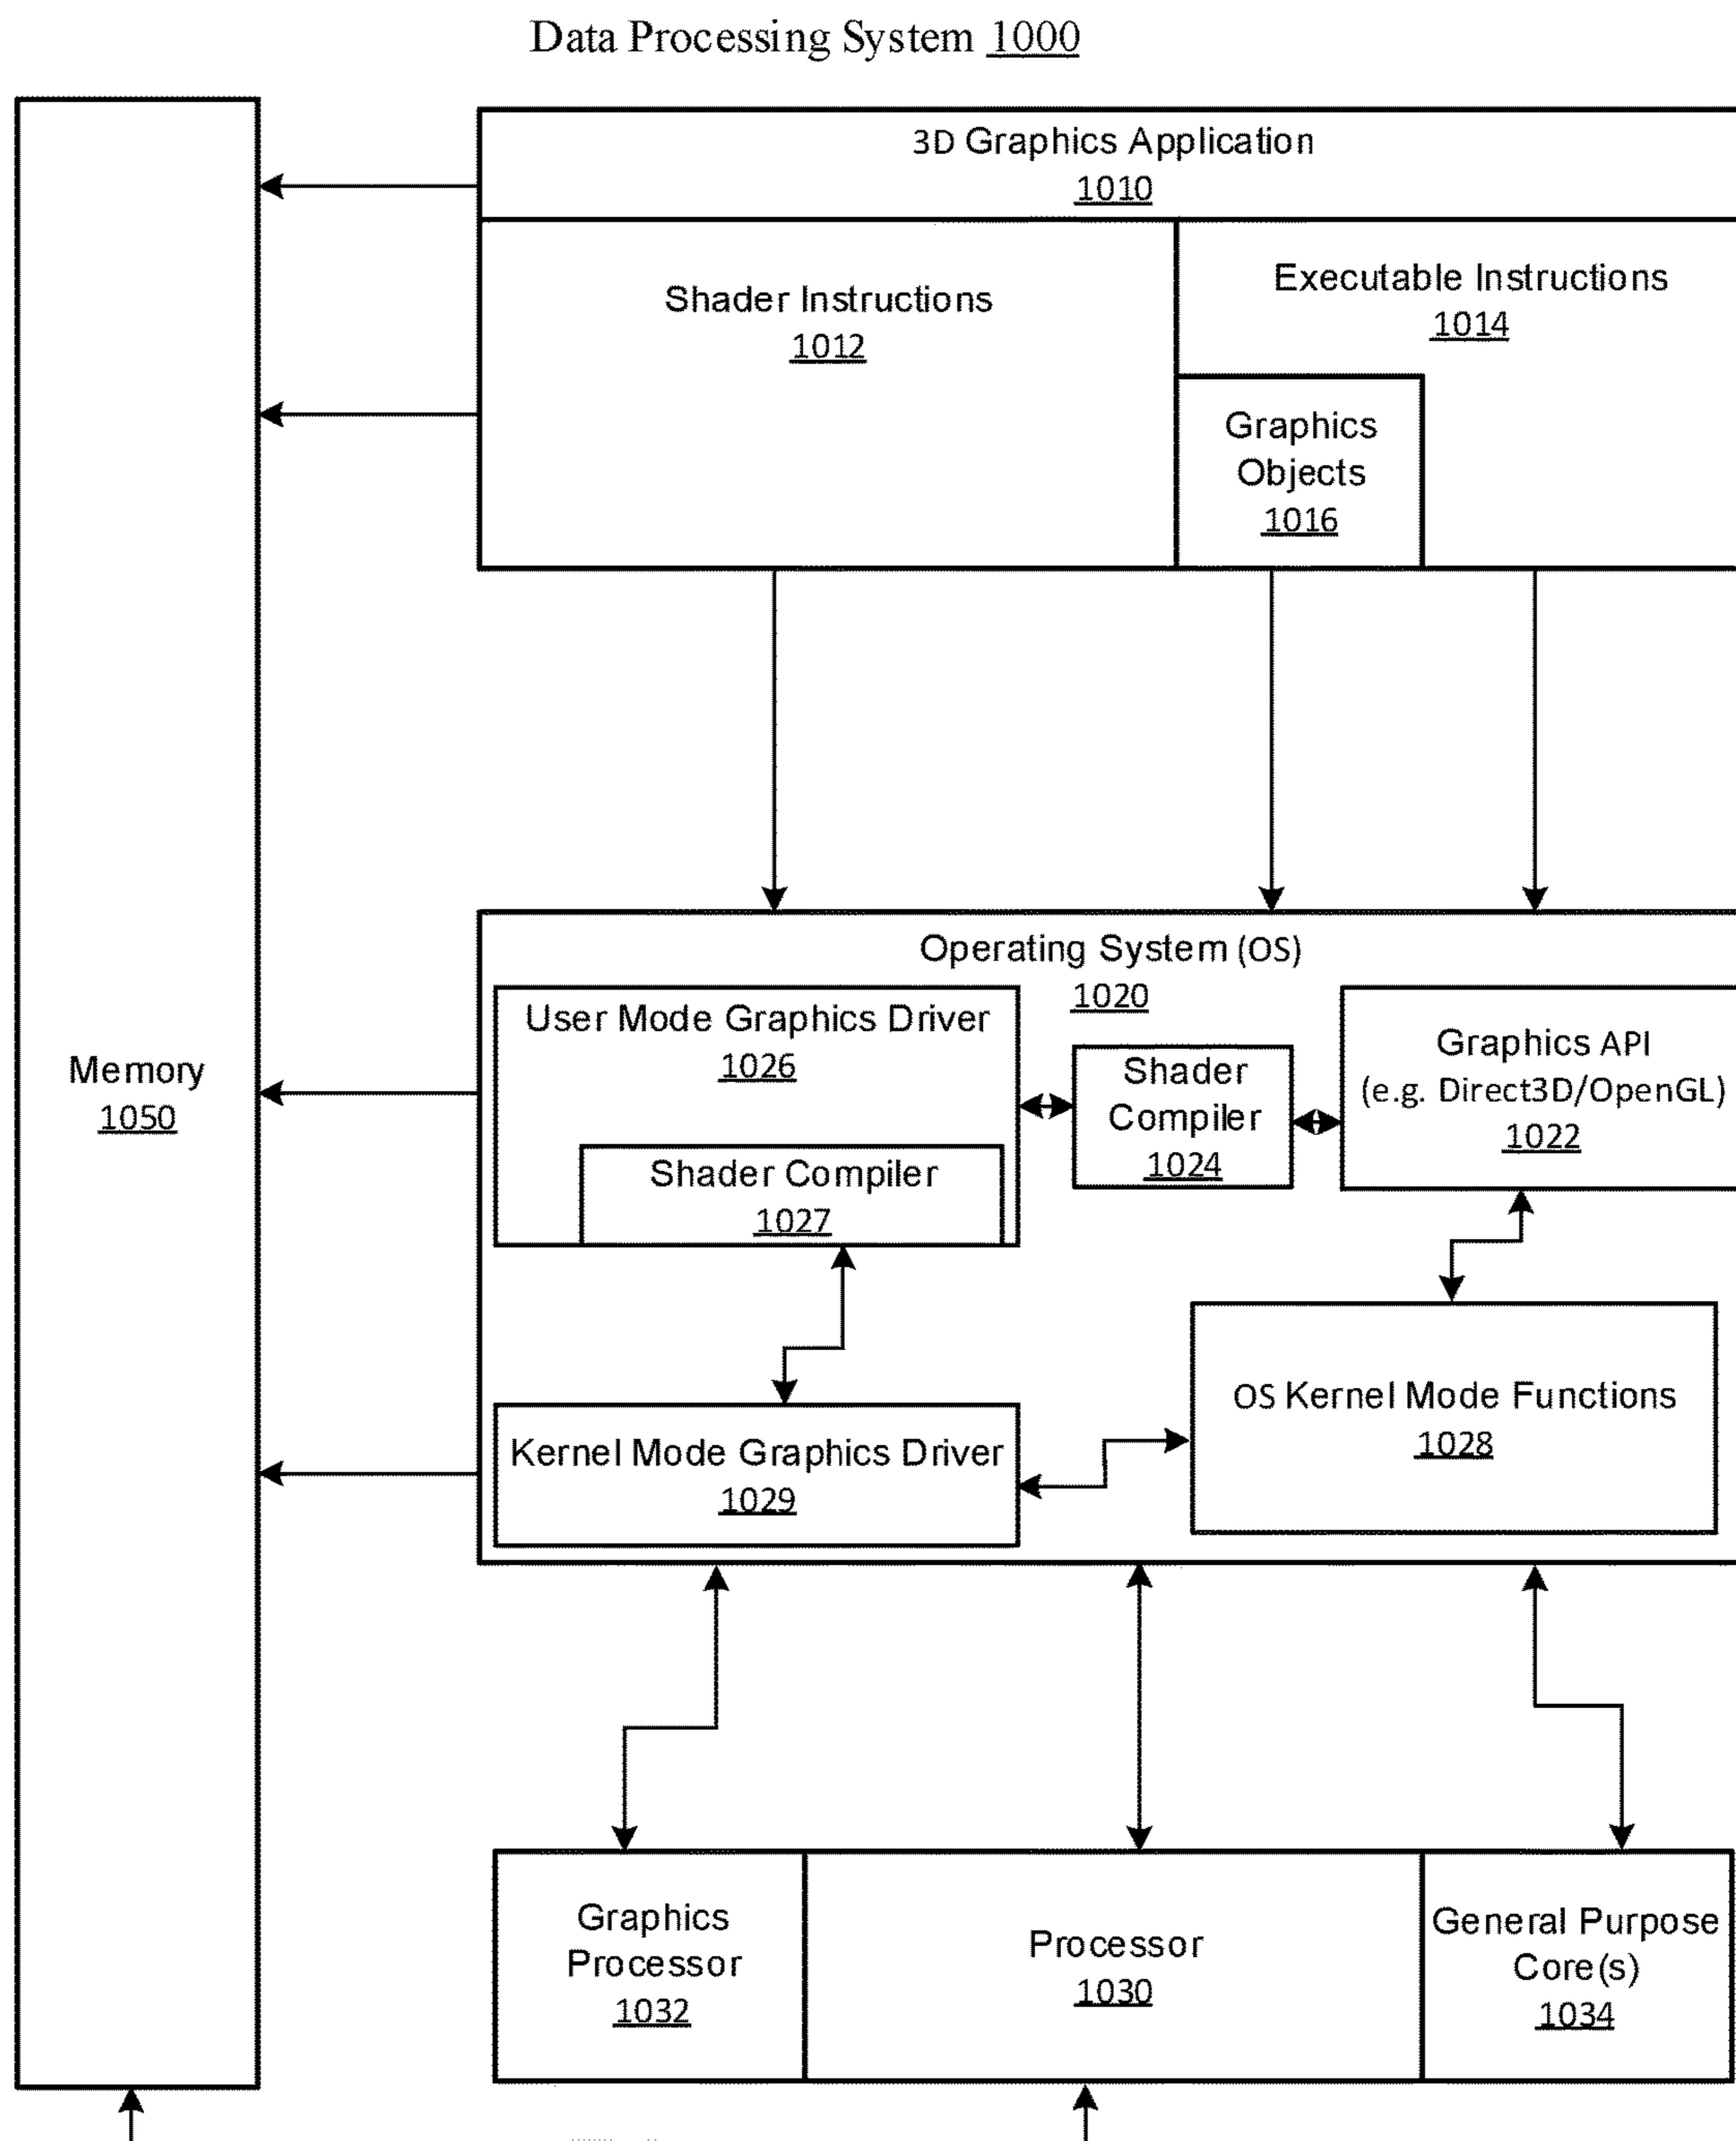 Data Processing System 1000
3D Graphics Application
1010
Shader Instructions
1012
Executable Instructions
1014
Graphics
Objects
1016
Memory
1050
Operating System (OS)
1020
User Mode Graphics Driver
1026
Shader Compiler
1027
Shader
Compiler
1024
Graphics API
(e.g. Direct3D/OpenGL)
1022
Kernel Mode Graphics Driver
1029
OS Kernel Mode Functions
1028
Graphics
Processor
1032
Processor
1030
General Purpose
Core(s)
1034